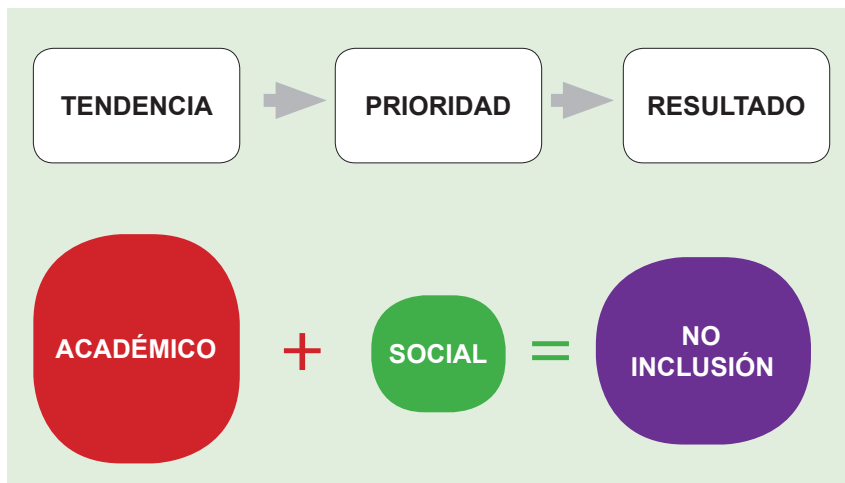 TENDENCIA
PRIORIDAD
RESULTADO
ACADÉMICO
+
SOCIAL
=
NO
INCLUSIÓN